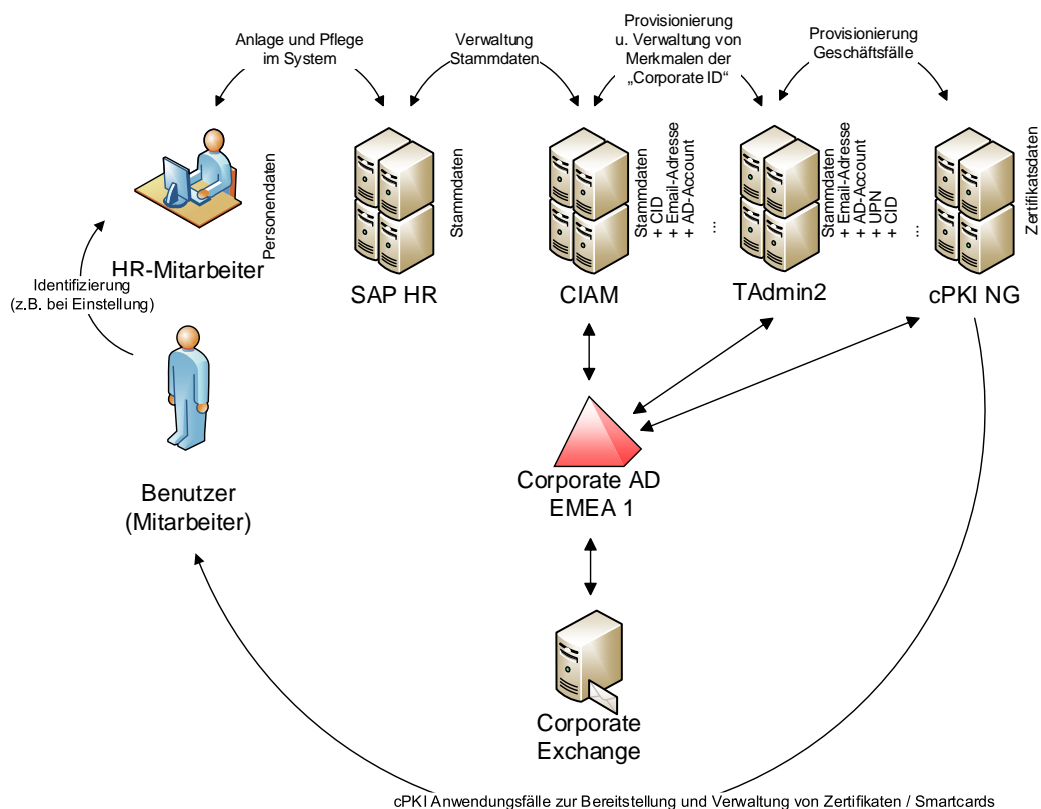 Anlage und Pflege
im System
Verwaltung
Stammdaten
Provisionierung
u. Verwaltung von
Merkmalen der
„Corporate ID“
Provisionierung
Geschäftsfälle
Personendaten
HR-Mitarbeiter
Stammdaten
SAP HR
Stammdaten
+ CID
+ Email-Adresse
+ AD-Account
...
CIAM
Stammdaten
+ Email-Adresse
+ AD-Account
+ UPN
+ CID
...
TAdmin2
Zertifikatsdaten
cPKI NG
Identifizierung
(z.B. bei Einstellung)
Benutzer
(Mitarbeiter)
Corporate AD
EMEA 1
Corporate
Exchange
cPKI Anwendungsfälle zur Bereitstellung und Verwaltung von Zertifikaten / Smartcards